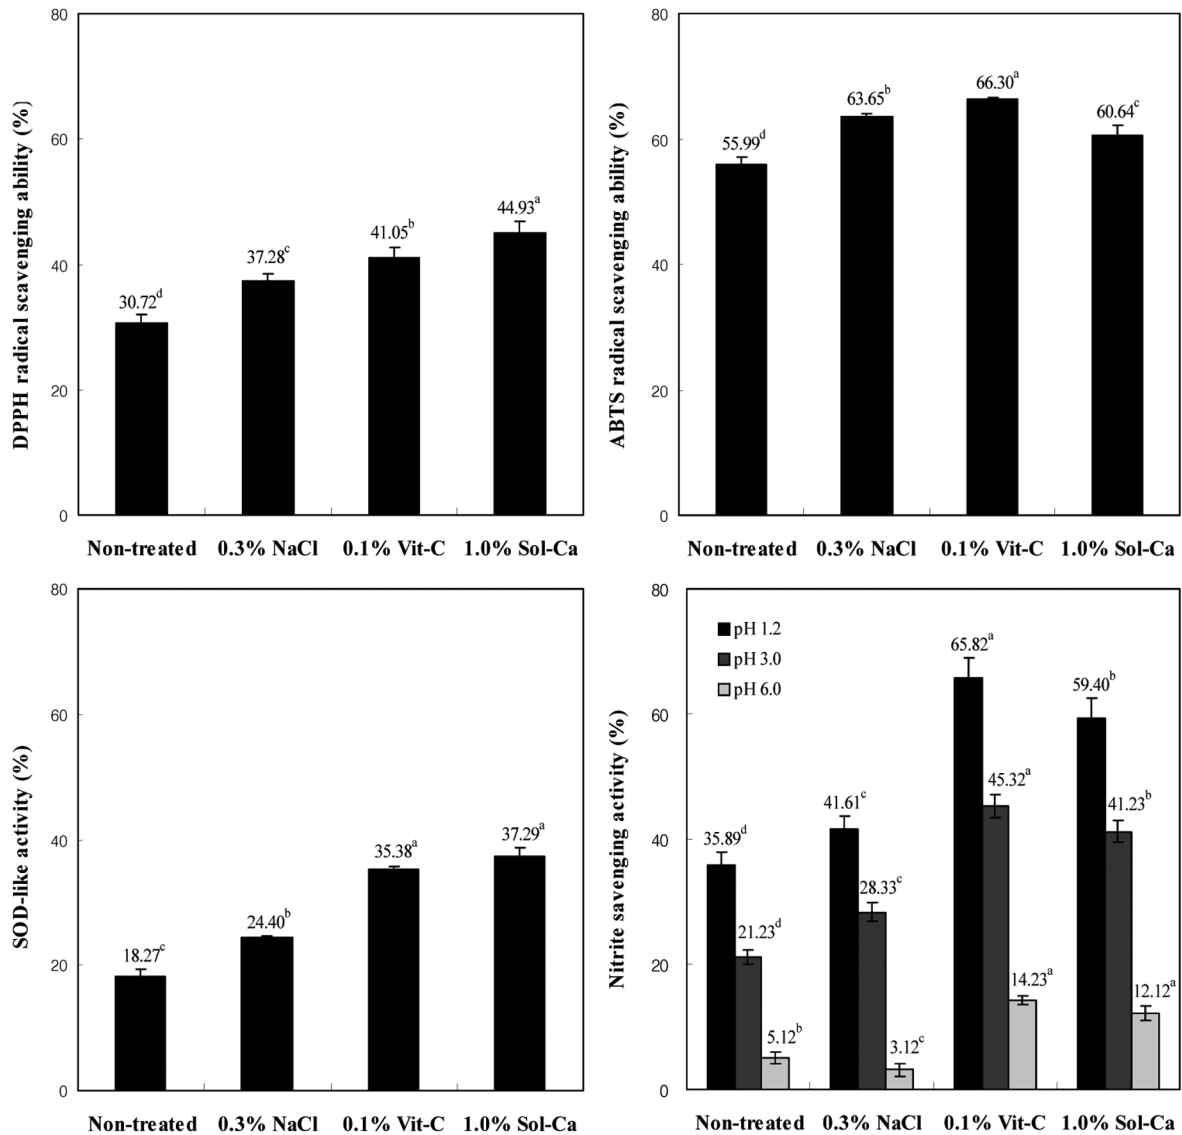 DPPH radical scavenging ability (%)
80
60
40
20
0
30.72d
37.28c
41.05b
44.93a
Non-treated 0.3% NaCl 0.1% Vit-C 1.0% Sol-Ca
ABTS radical scavenging ability (%)
80
60
40
20
0
55.99d
63.65b
66.30a
60.64c
Non-treated 0.3% NaCl 0.1% Vit-C 1.0% Sol-Ca
SOD-like activity (%)
80
60
40
20
0
18.27c
24.40b
35.38a
37.29a
Non-treated 0.3% NaCl 0.1% Vit-C 1.0% Sol-Ca
Nitrite savenging activity (%)
80
60
40
20
0
pH 1.2
pH 3.0
pH 6.0
35.89d
21.23d
5.12b
41.61c
28.33c
3.12c
65.82a
45.32a
14.23a
59.40b
41.23b
12.12a
Non-treated 0.3% NaCl 0.1% Vit-C 1.0% Sol-Ca